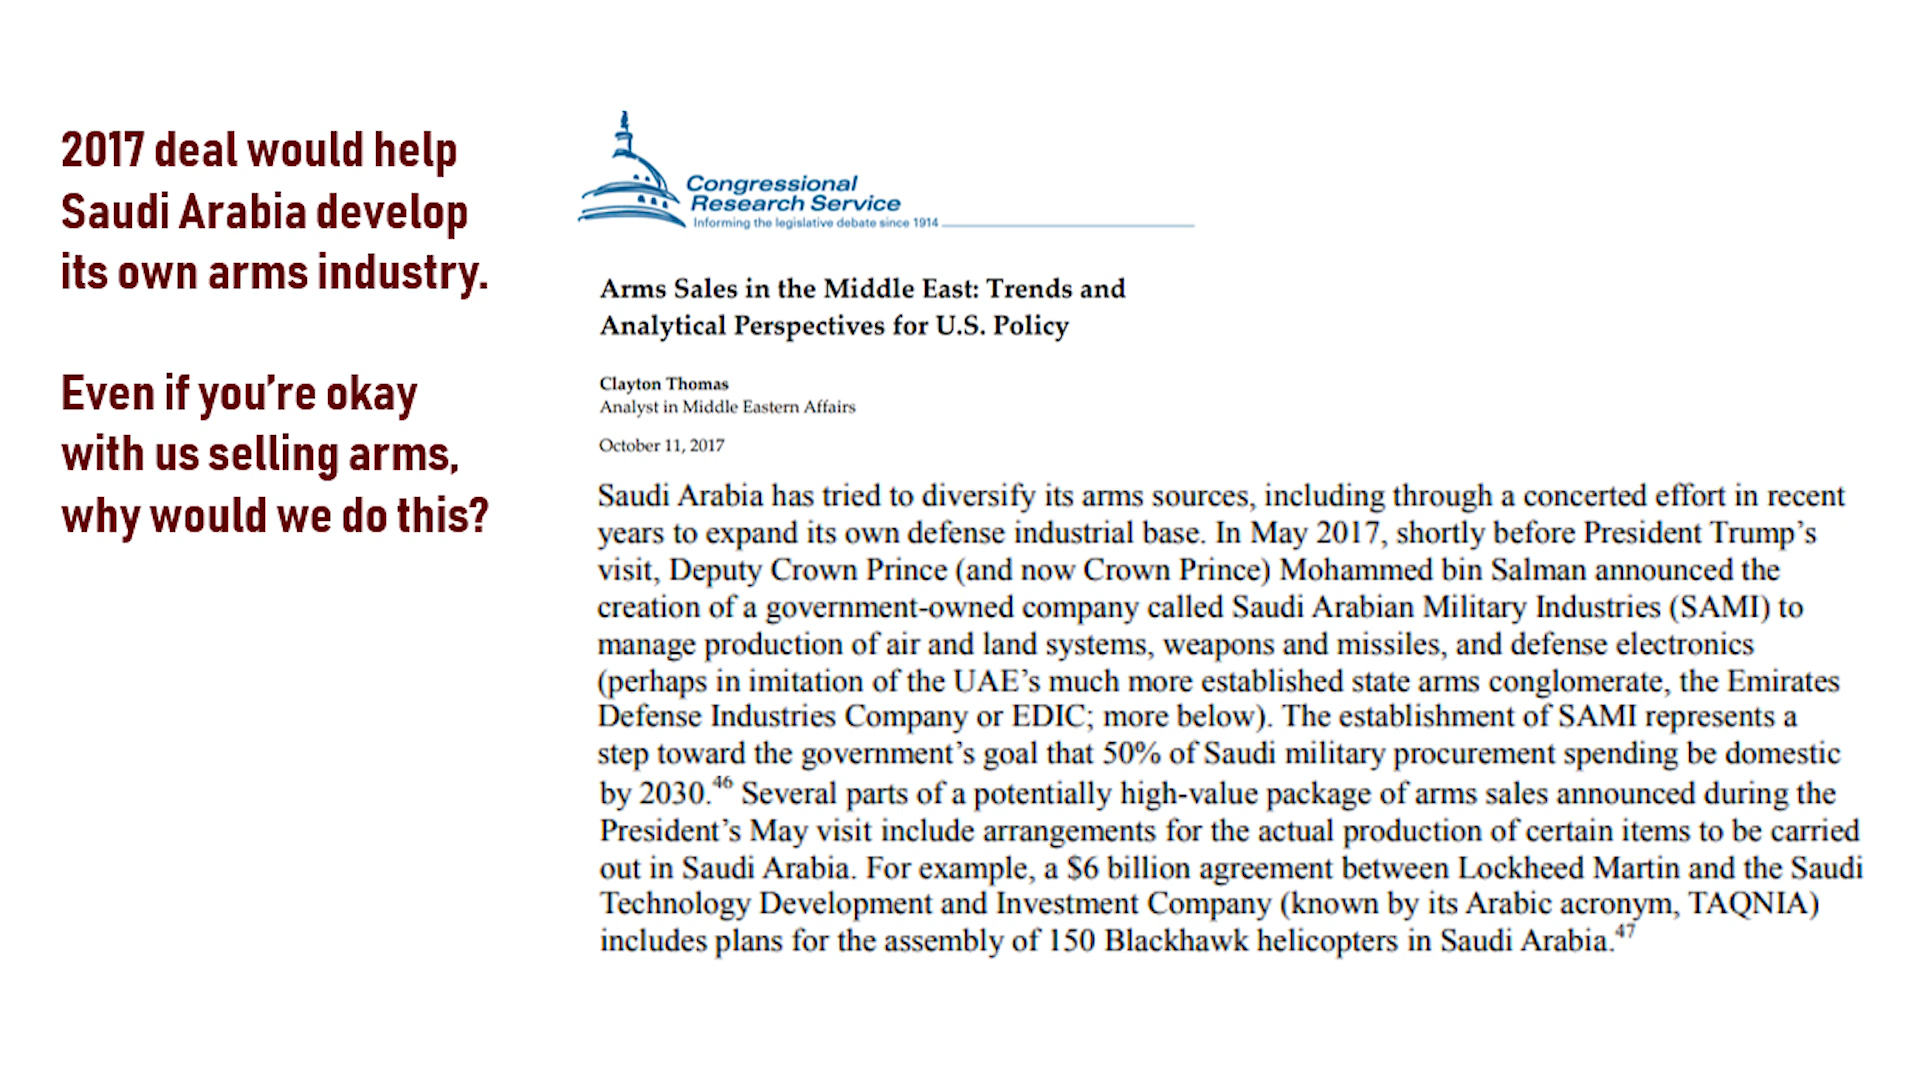 2017 deal would help
Saudi Arabia develop
its own arms industry.
Even if you're okay
with us selling arms,
why would we do this?
Congressional
Research Service
Informing the legislative debate since 1914
Arms Sales in the Middle East: Trends and
Analytical Perspectives for U.S. Policy
Clayton Thomas
Analyst in Middle Eastern Affairs
October 11, 2017
Saudi Arabia has tried to diversify its arms sources, including through a concerted effort in recent
years to expand its own defense industrial base. In May 2017, shortly before President Trump's
visit, Deputy Crown Prince (and now Crown Prince) Mohammed bin Salman announced the
creation of a government-owned company called Saudi Arabian Military Industries (SAMI) to
manage production of air and land systems, weapons and missiles, and defense electronics
(perhaps in imitation of the UAE's much more established state arms conglomerate, the Emirates
Defense Industries Company or EDIC; more below). The establishment of SAMI represents a
step toward the government's goal that 50% of Saudi military procurement spending be domestic
by 2030.46 Several parts of a potentially high-value package of arms sales announced during the
President's May visit include arrangements for the actual production of certain items to be carried
out in Saudi Arabia. For example, a $6 billion agreement between Lockheed Martin and the Saudi
Technology Development and Investment Company (known by its Arabic acronym, TAQNIA)
includes plans for the assembly of 150 Blackhawk helicopters in Saudi Arabia.47